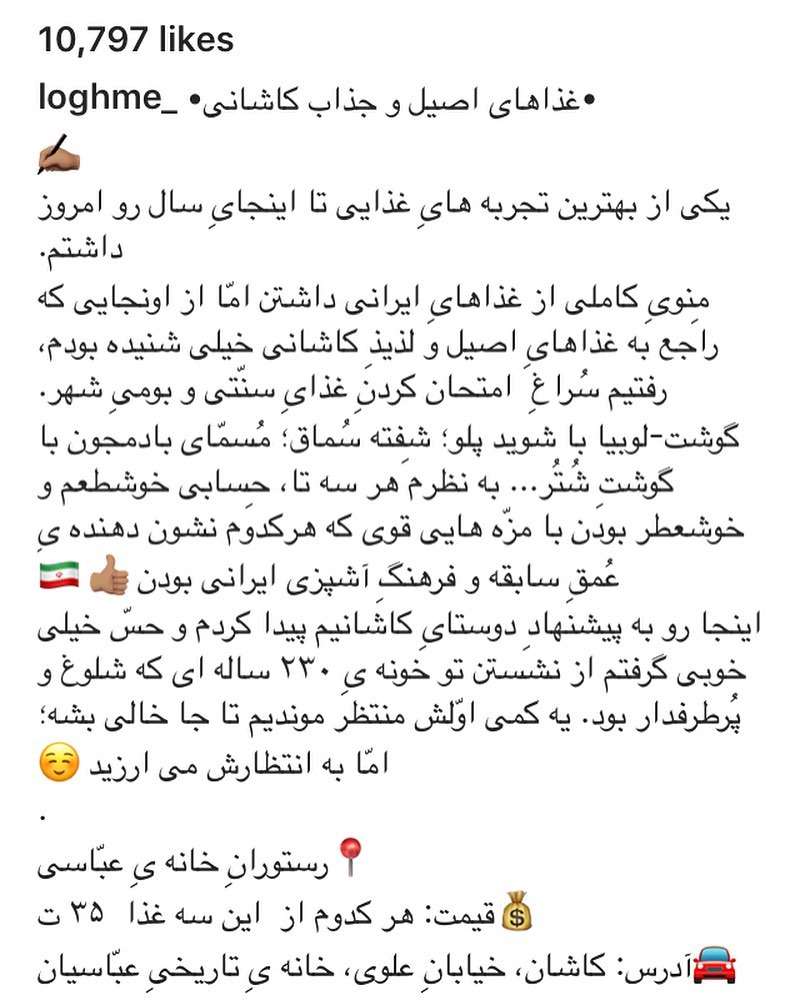 10,797 likes
loghme_ •غذاهای اصیل و جذاب کاشانی•
✍🏽
یکی از بهترین تجربه هایِ غذایی تا اینجایِ سال رو امروز
داشتم.
منویِ کاملی از غذاهایِ ایرانی داشتن امّا از اونجایی که
راجع به غذاهایِ اصیل و لذیذِ کاشانی خیلی شنیده بودم،
رفتیم سُراغِ امتحان کردنِ غذایِ سنّتی و بومیِ شهر.
گوشت-لوبیا با شوید پلو؛ شفِته سُماق؛ مُسمّای بادمجون با
گوشتِ شُتُر... به نظرم هر سه تا، حسابی خوشطعم و
خوشعطر بودن با مزّه هایی قوی که هرکدوم نشون دهنده یِ
عُمقِ سابقه و فرهنگِ آشپزی ایرانی بودن 👍🏽 🇮🇷
اینجا رو به پیشنهادِ دوستایِ کاشانیم پیدا کردم و حسّ خیلی
خوبی گرفتم از نشستن تو خونه یِ ۲۳۰ ساله ای که شلوغ و
پُرطرفدار بود. یه کمی اوّلش منتظر موندیم تا جا خالی بشه؛
امّا به انتظارش می ارزید ☺️
.
📍رستورانِ خانه یِ عبّاسی
💰قیمت: هر کدوم از این سه غذا ۳۵ ت
🚘آدرس: کاشان، خیابانِ علوی، خانه یِ تاریخیِ عبّاسیان